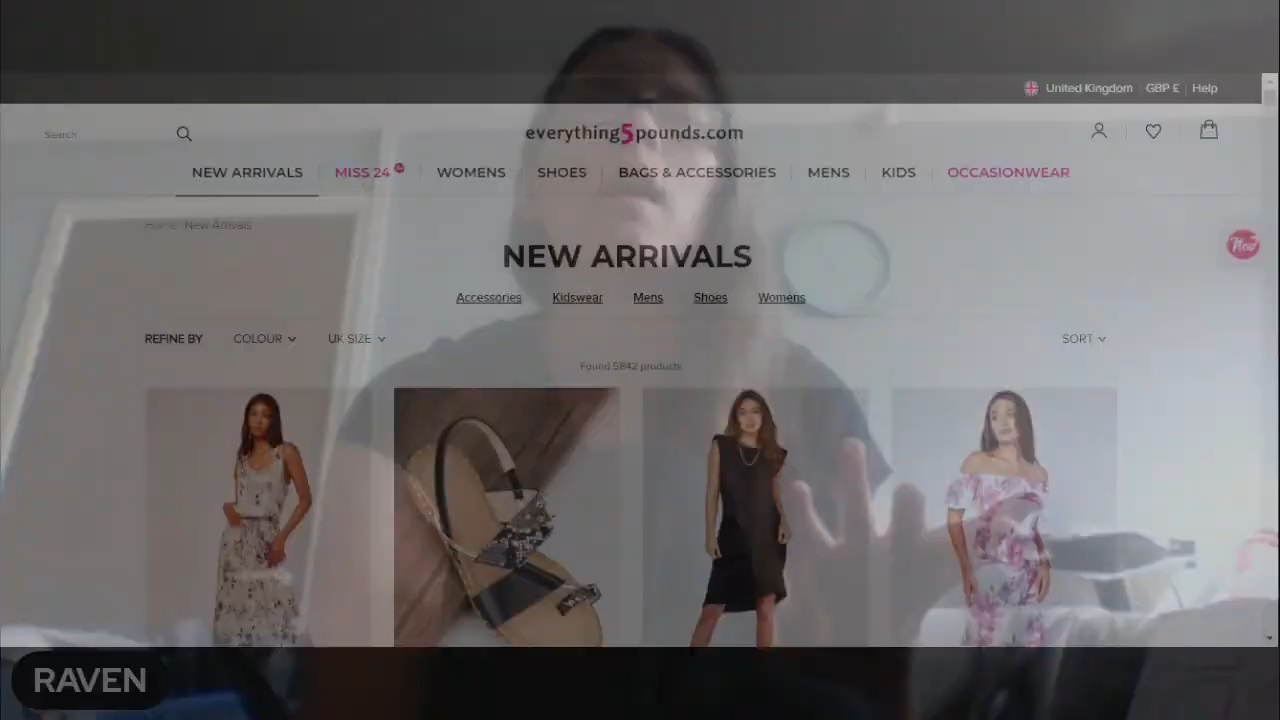 United Kingdom GBP £ Help
Search
everything5pounds.com
NEW ARRIVALS MISS 24 WOMENS SHOES BAGS & ACCESSORIES MENS KIDS OCCASIONWEAR
Home New Arrivals
New
NEW ARRIVALS
Accessories Kidswear Mens Shoes Womens
REFINE BY COLOUR UK SIZE SORT
Found 5842 products
RAVEN